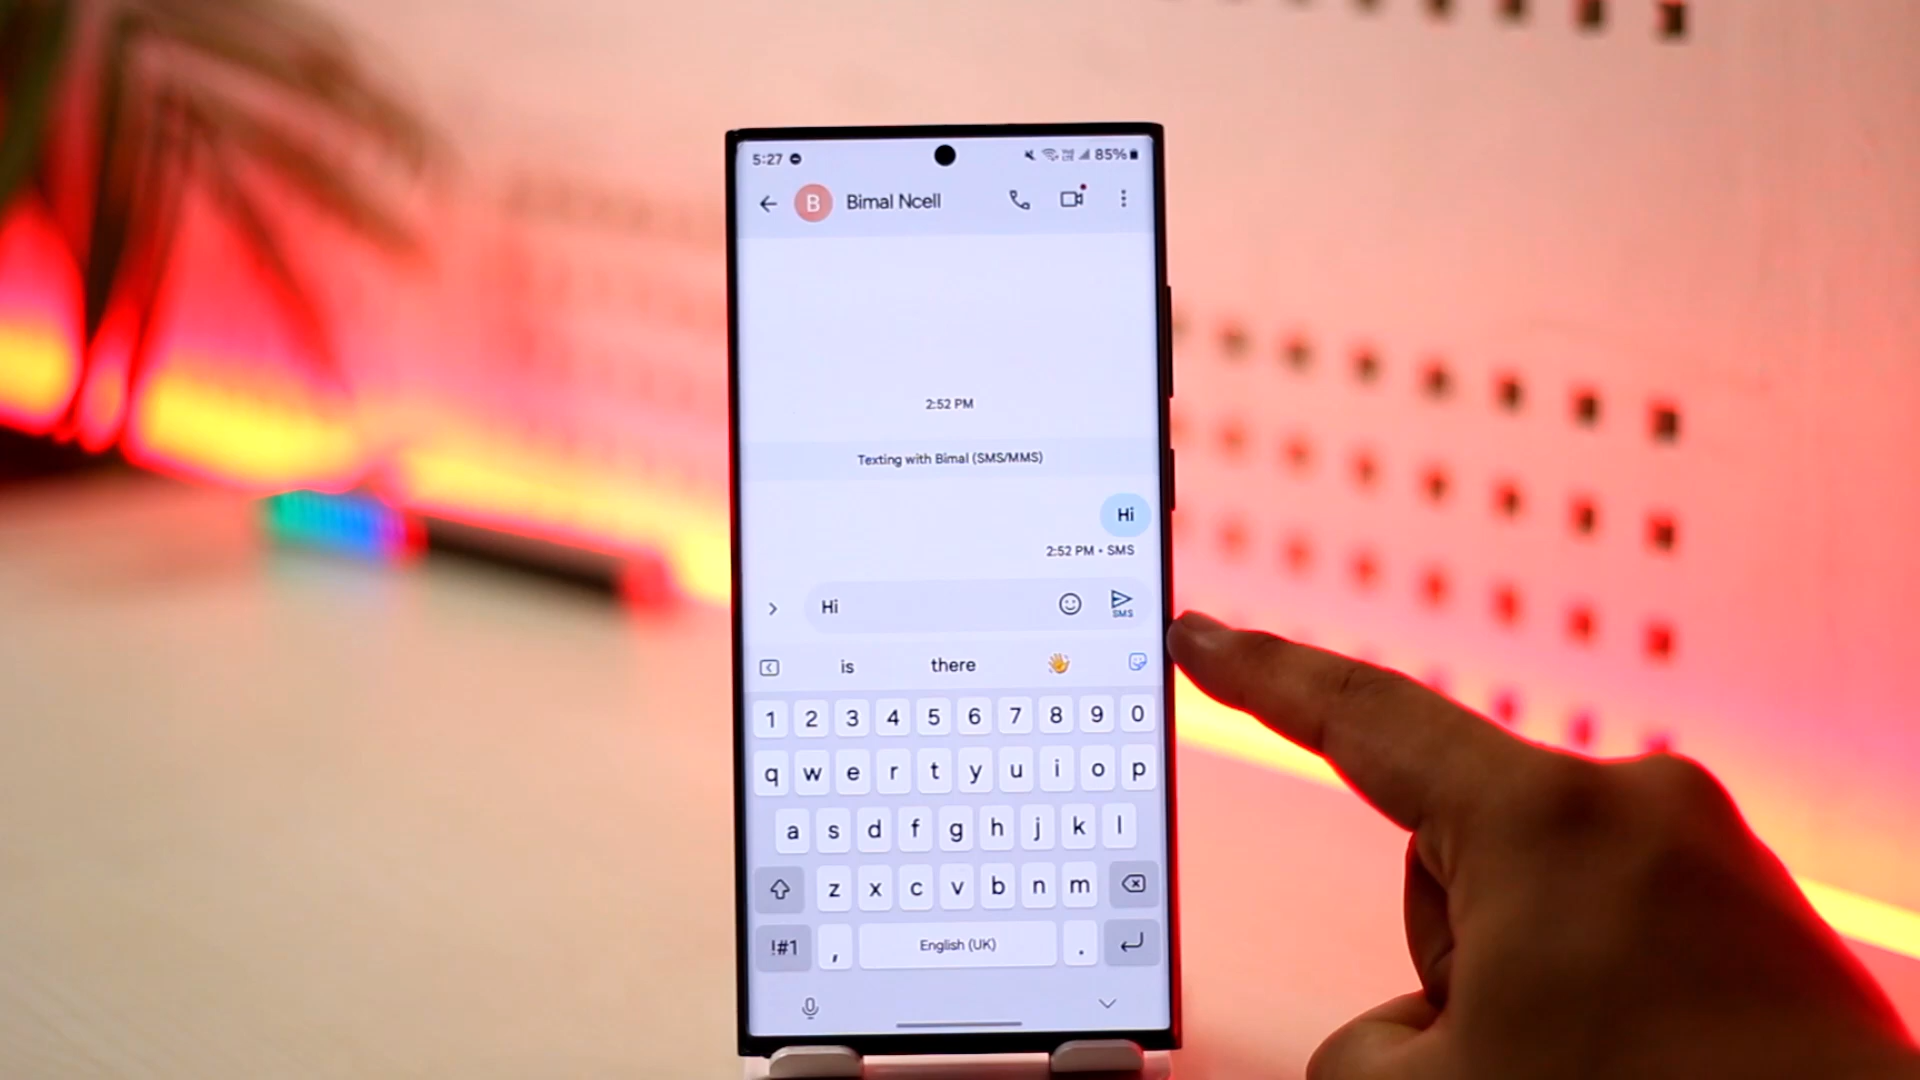 5:27 85%
B Bimal Ncell
2:52 PM
Texting with Bimal (SMS/MMS)
Hi
2:52 PM • SMS
Hi
SMS
is there
1 2 3 4 5 6 7 8 9 0
q w e r t y u i o p
a s d f g h j k l
z x c v b n m
!#1 , English (UK) .